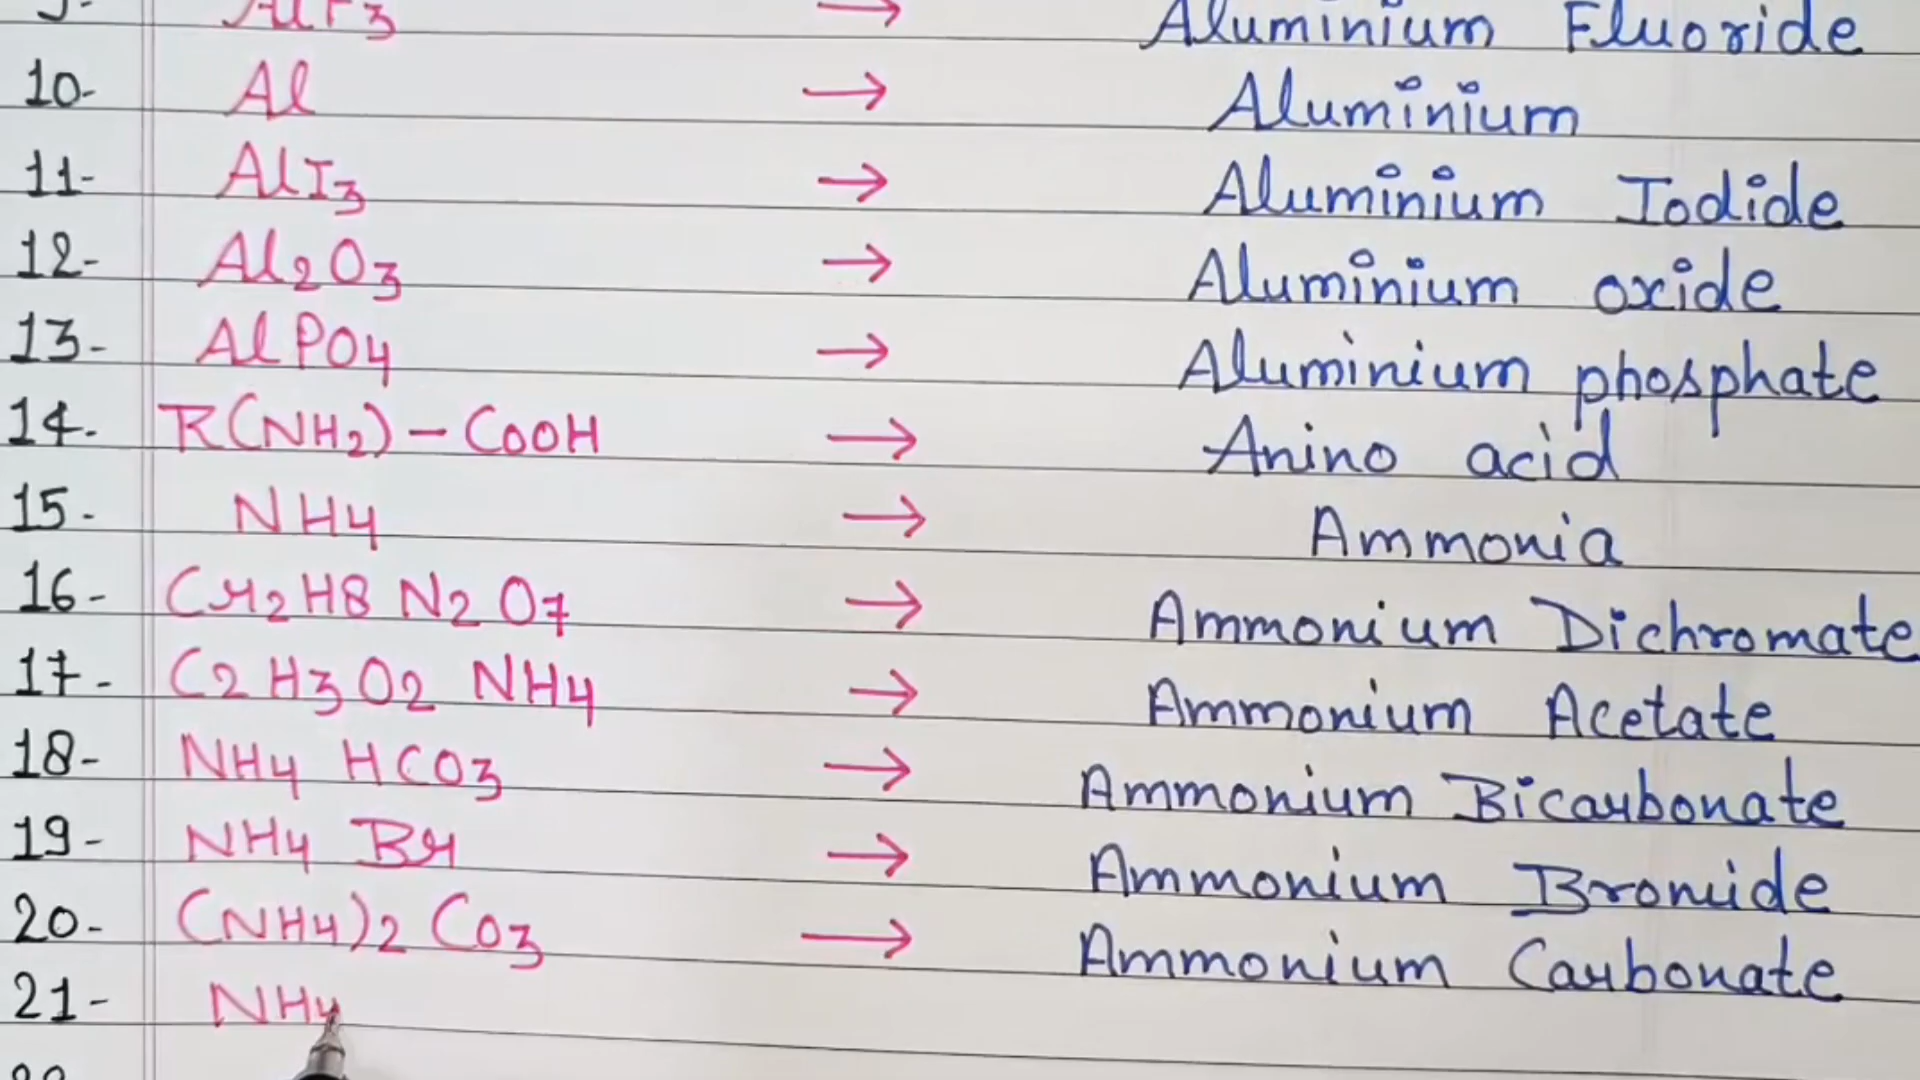 9- AlF3 → Aluminium Fluoride
10- Al → Aluminium
11- AlI3 → Aluminium Iodide
12- Al2O3 → Aluminium oxide
13- AlPO4 → Aluminium phosphate
14- R(NH2)-COOH → Anino acid
15- NH4 → Ammonia
16- Cr2H8N2O7 → Ammonium Dichromate
17- C2H3O2NH4 → Ammonium Acetate
18- NH4HCO3 → Ammonium Bicarbonate
19- NH4Br → Ammonium Bromide
20- (NH4)2CO3 → Ammonium Carbonate
21- NH4